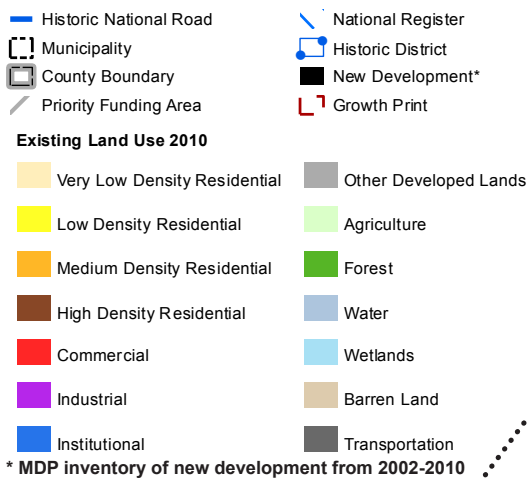 Historic National Road
National Register
Municipality
Historic District
County Boundary
New Development*
Priority Funding Area
Growth Print
Existing Land Use 2010
Very Low Density Residential
Other Developed Lands
Low Density Residential
Agriculture
Medium Density Residential
Forest
High Density Residential
Water
Commercial
Wetlands
Industrial
Barren Land
Institutional
Transportation
* MDP inventory of new development from 2002-2010